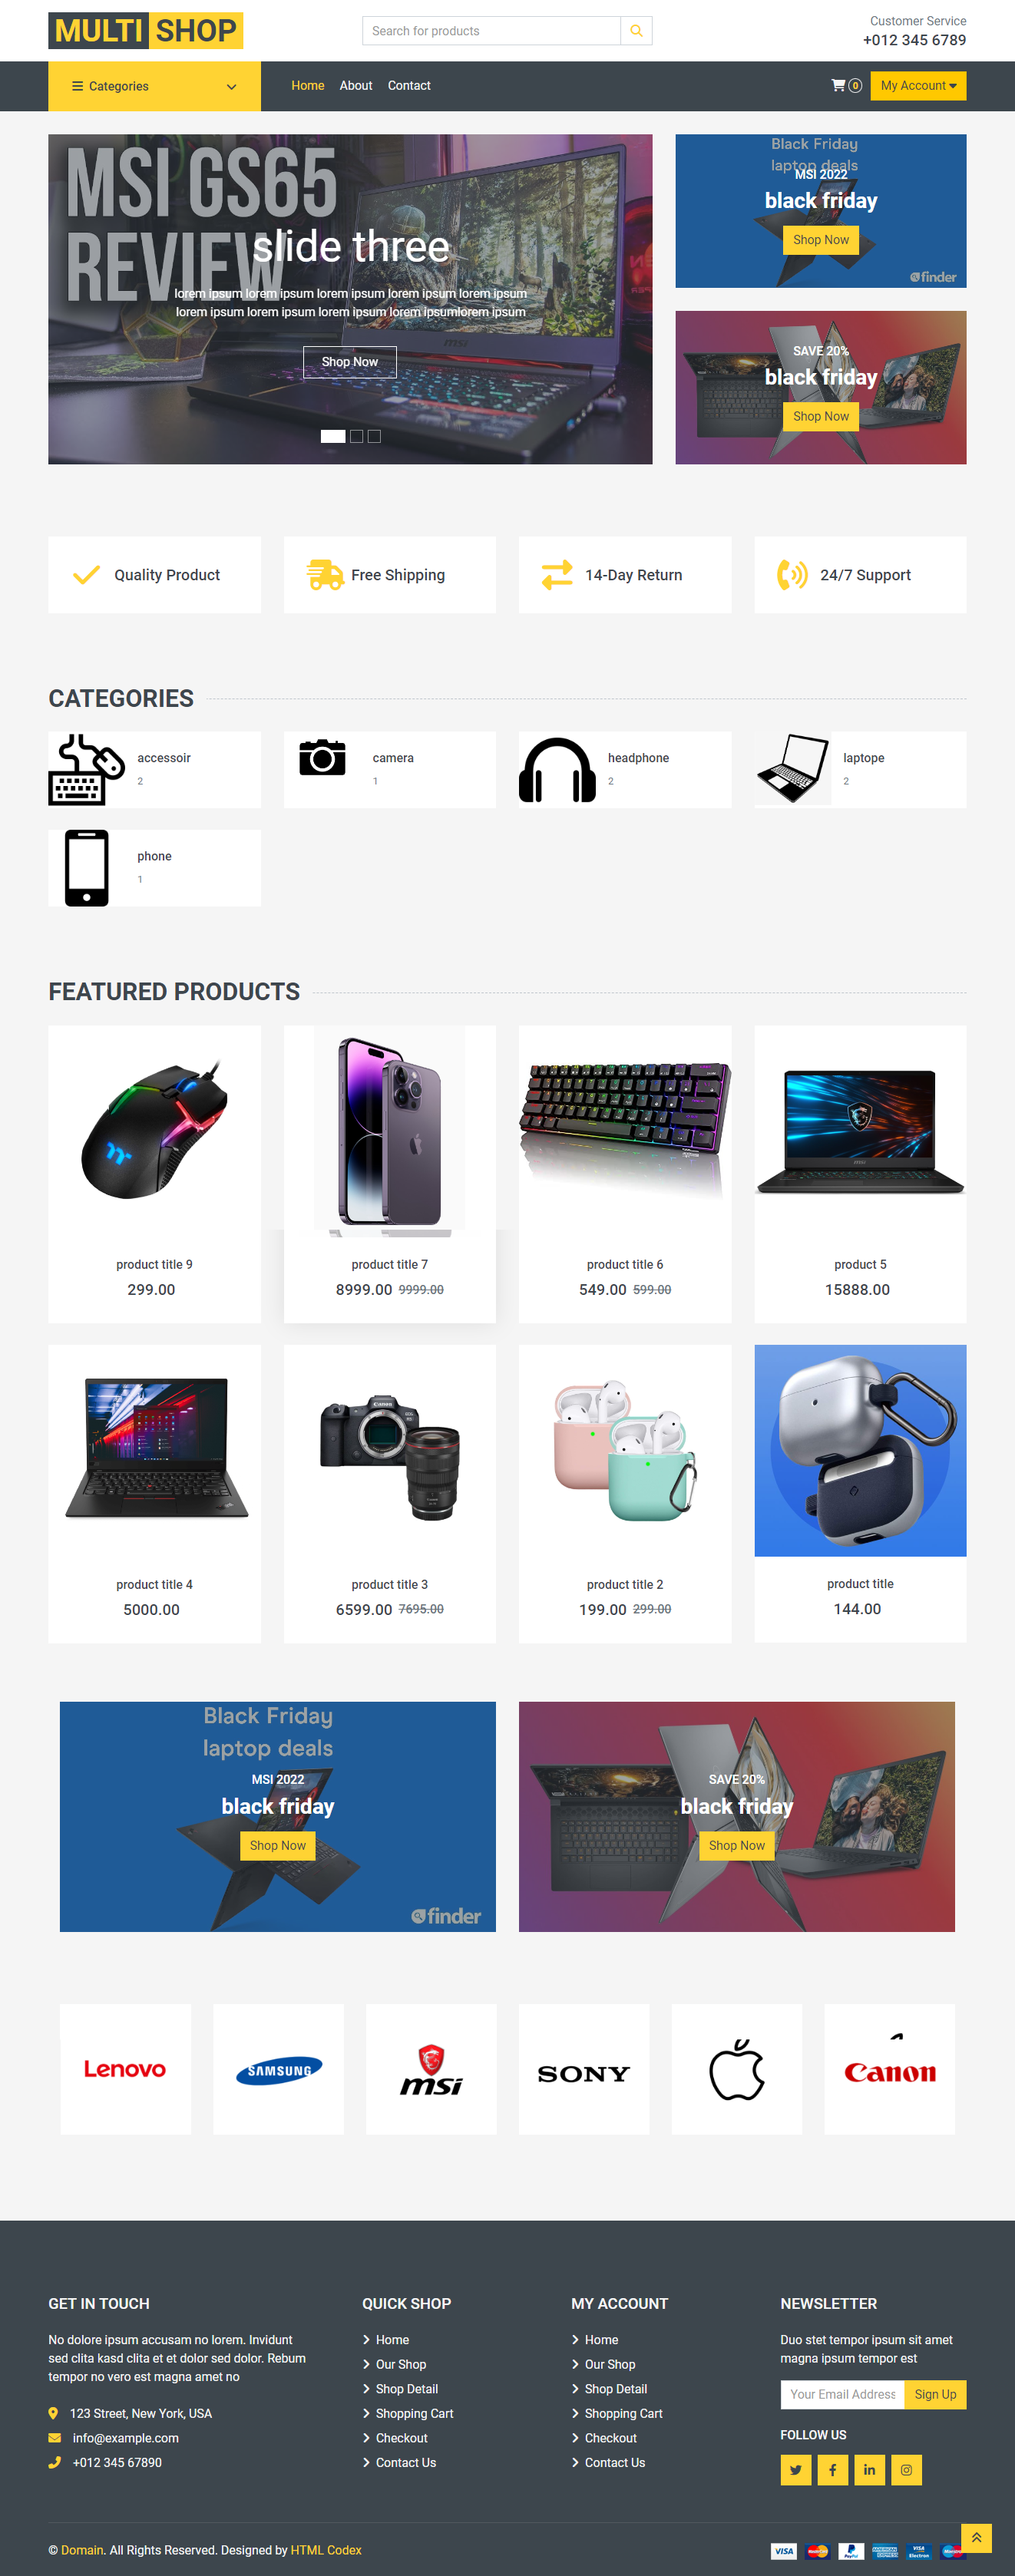 MULTI SHOP
Search for products
Customer Service
+012 345 6789
Categories
Home
About
Contact
0
My Account
MSI GS65
REVIEW
slide three
lorem ipsum lorem ipsum lorem ipsum lorem ipsum lorem ipsum
lorem ipsum lorem ipsum lorem ipsum lorem ipsumlorem ipsum
Shop Now
msi
Black Friday
laptop deals
MSI 2022
black friday
Shop Now
finder
SAVE 20%
black friday
Shop Now
Quality Product
Free Shipping
14-Day Return
24/7 Support
CATEGORIES
accessoir
2
camera
1
headphone
2
laptope
2
phone
1
FEATURED PRODUCTS
product title 9
299.00
product title 7
8999.00 9999.00
product title 6
549.00 599.00
product 5
15888.00
Canon
product title 4
5000.00
product title 3
6599.00 7695.00
product title 2
199.00 299.00
product title
144.00
Black Friday
laptop deals
MSI 2022
black friday
Shop Now
finder
SAVE 20%
black friday
Shop Now
Lenovo
SAMSUNG
msi
SONY
Canon
GET IN TOUCH
No dolore ipsum accusam no lorem. Invidunt
sed clita kasd clita et et dolor sed dolor. Rebum
tempor no vero est magna amet no
123 Street, New York, USA
info@example.com
+012 345 67890
QUICK SHOP
Home
Our Shop
Shop Detail
Shopping Cart
Checkout
Contact Us
MY ACCOUNT
Home
Our Shop
Shop Detail
Shopping Cart
Checkout
Contact Us
NEWSLETTER
Duo stet tempor ipsum sit amet
magna ipsum tempor est
Your Email Address
Sign Up
FOLLOW US
© Domain. All Rights Reserved. Designed by HTML Codex
VISA
MasterCard
PayPal
AMERICAN EXPRESS
VISA Electron